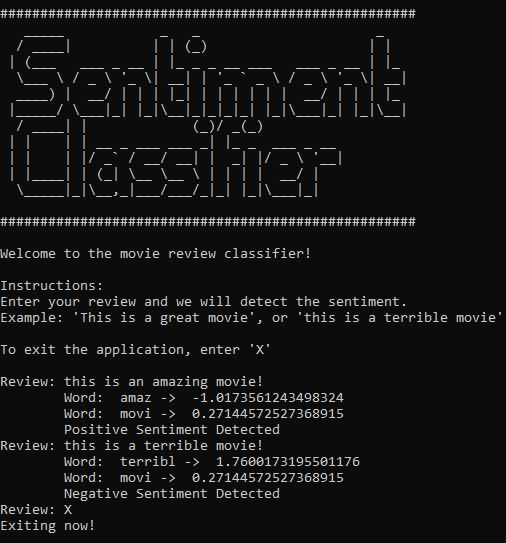 ####################################################
Sentiment
Classifier
####################################################
Welcome to the movie review classifier!
Instructions:
Enter your review and we will detect the sentiment.
Example: 'This is a great movie', or 'this is a terrible movie'
To exit the application, enter 'X'
Review: this is an amazing movie!
Word: amaz -> -1.0173561243498324
Word: movi -> 0.27144572527368915
Positive Sentiment Detected
Review: this is a terrible movie!
Word: terribl -> 1.7600173195501176
Word: movi -> 0.27144572527368915
Negative Sentiment Detected
Review: X
Exiting now!